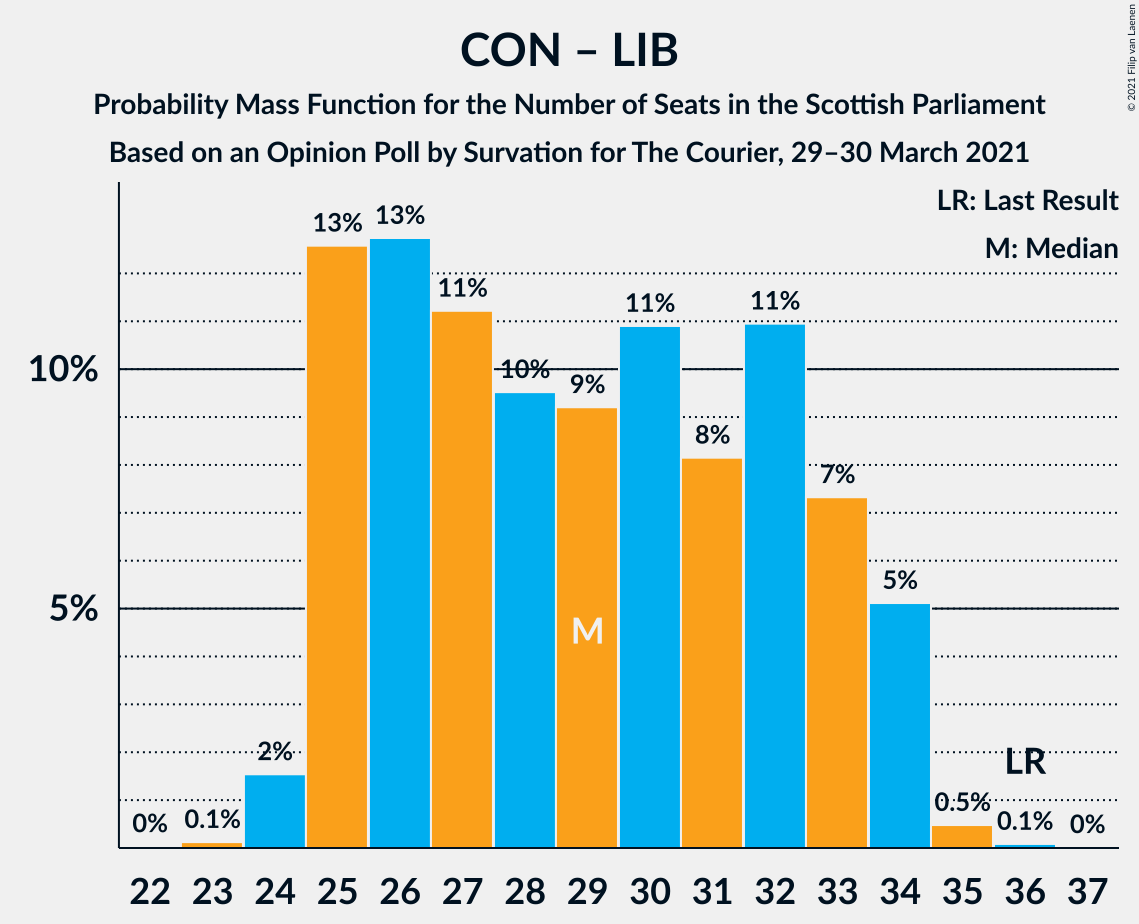 CON – LIB
Probability Mass Function for the Number of Seats in the Scottish Parliament
Based on an Opinion Poll by Survation for The Courier, 29–30 March 2021
© 2021 Filip van Laenen
LR: Last Result
M: Median
10%
5%
0%
0.1%
2%
13%
13%
11%
10%
9%
11%
8%
11%
7%
5%
0.5%
0.1%
0%
M
LR
22 23 24 25 26 27 28 29 30 31 32 33 34 35 36 37